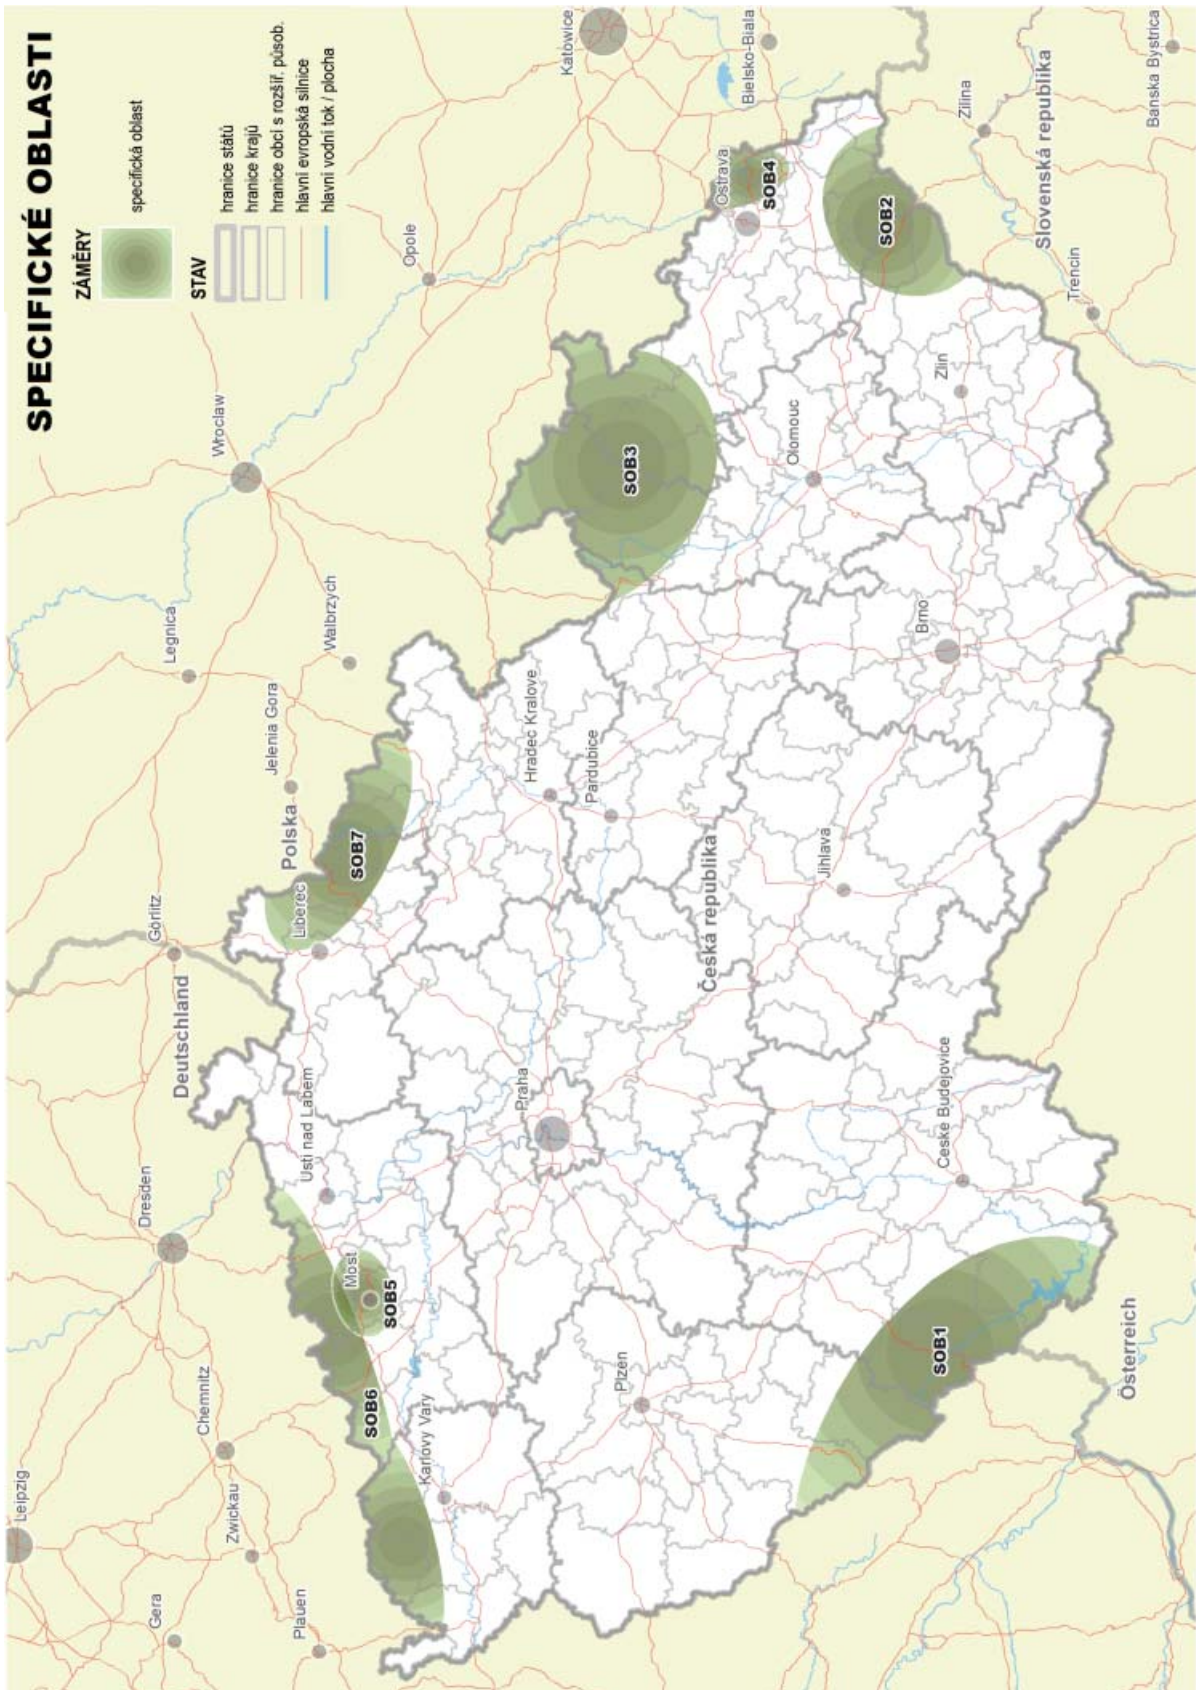 SPECIFICKÉ OBLASTI
ZÁMĚRY
specifická oblast
STAV
hranice států
hranice krajů
hranice obcí s rozšíř. působ.
hlavní evropská silnice
hlavní vodní tok / plocha
Leipzig
Gera
Zwickau
Chemnitz
Plauen
Dresden
Deutschland
Görlitz
Legnica
Wrocław
Jelenia Gora
Walbrzych
Polska
Opole
Katowice
Bielsko-Biala
Liberec
SOB7
Usti nad Labem
Most
SOB5
SOB6
Karlovy Vary
Praha
Hradec Kralove
Pardubice
SOB3
Ostrava
SOB4
Plzen
Česká republika
Olomouc
SOB2
Zilina
Jihlava
Brno
Zlin
Slovenská republika
Trencin
Banska Bystrica
Ceske Budejovice
SOB1
Österreich